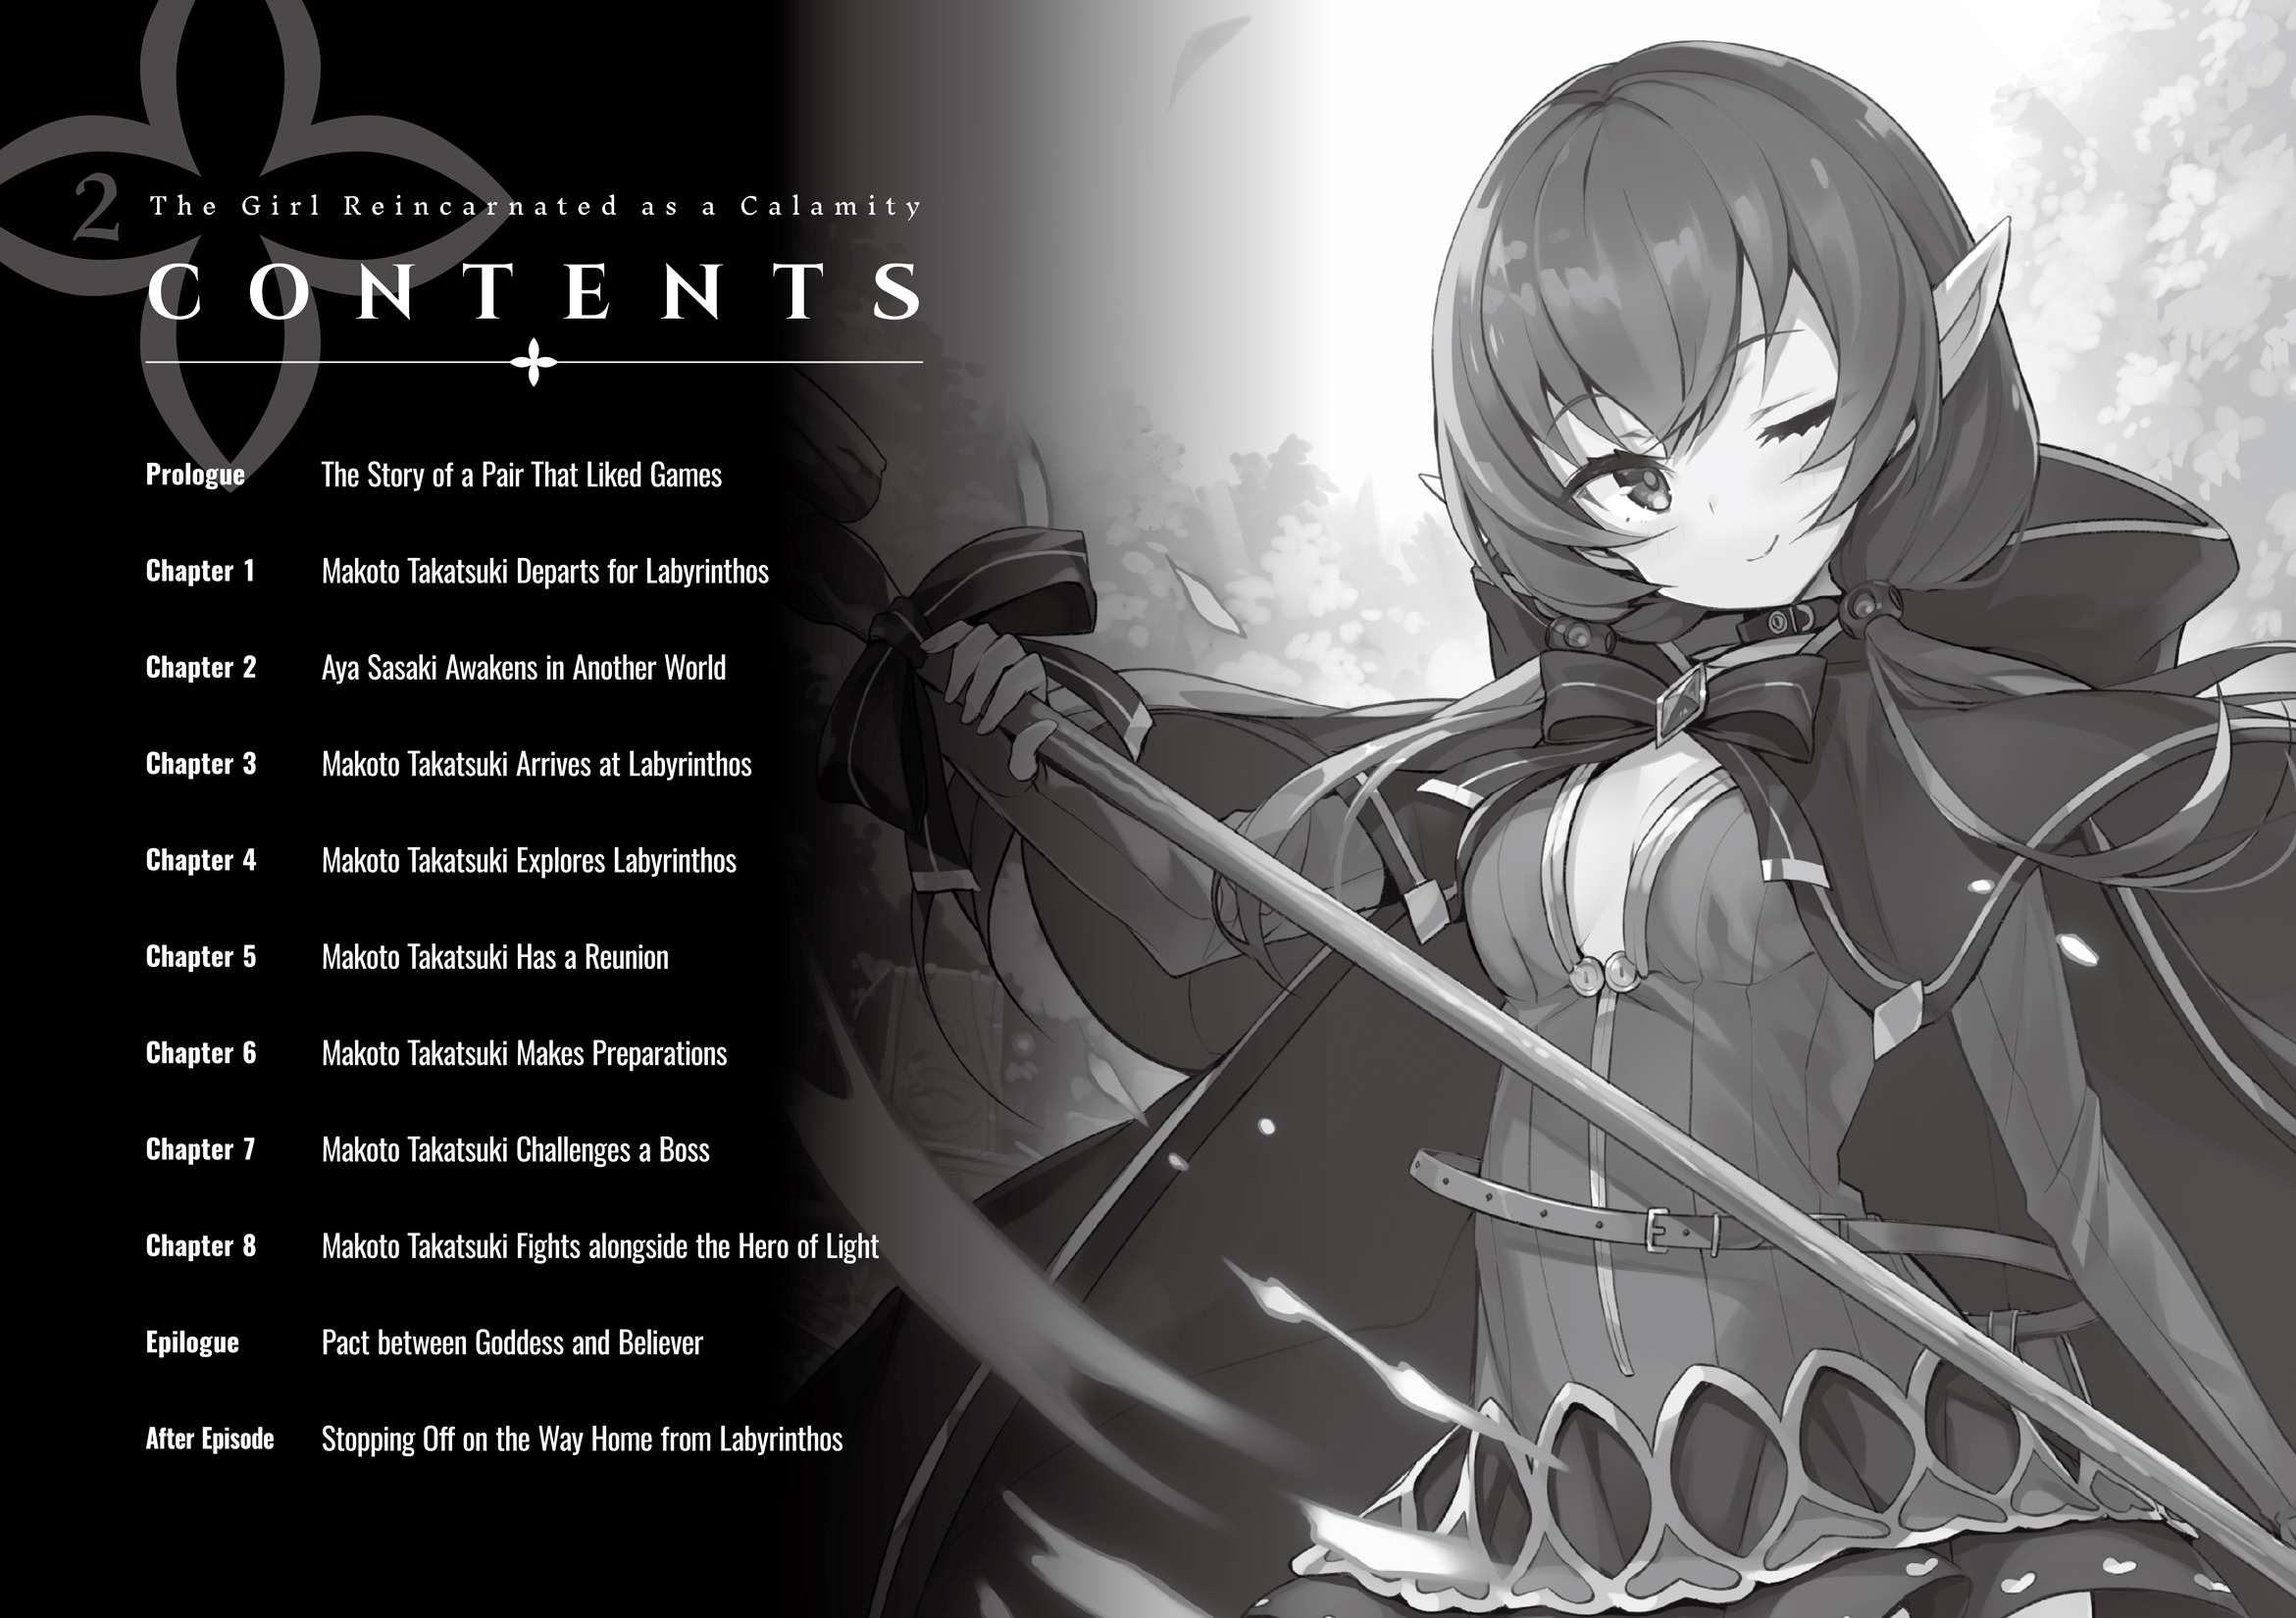 2 The Girl Reincarnated as a Calamity
CONTENTS
Prologue The Story of a Pair That Liked Games
Chapter 1 Makoto Takatsuki Departs for Labyrinthos
Chapter 2 Aya Sasaki Awakens in Another World
Chapter 3 Makoto Takatsuki Arrives at Labyrinthos
Chapter 4 Makoto Takatsuki Explores Labyrinthos
Chapter 5 Makoto Takatsuki Has a Reunion
Chapter 6 Makoto Takatsuki Makes Preparations
Chapter 7 Makoto Takatsuki Challenges a Boss
Chapter 8 Makoto Takatsuki Fights alongside the Hero of Light
Epilogue Pact between Goddess and Believer
After Episode Stopping Off on the Way Home from Labyrinthos